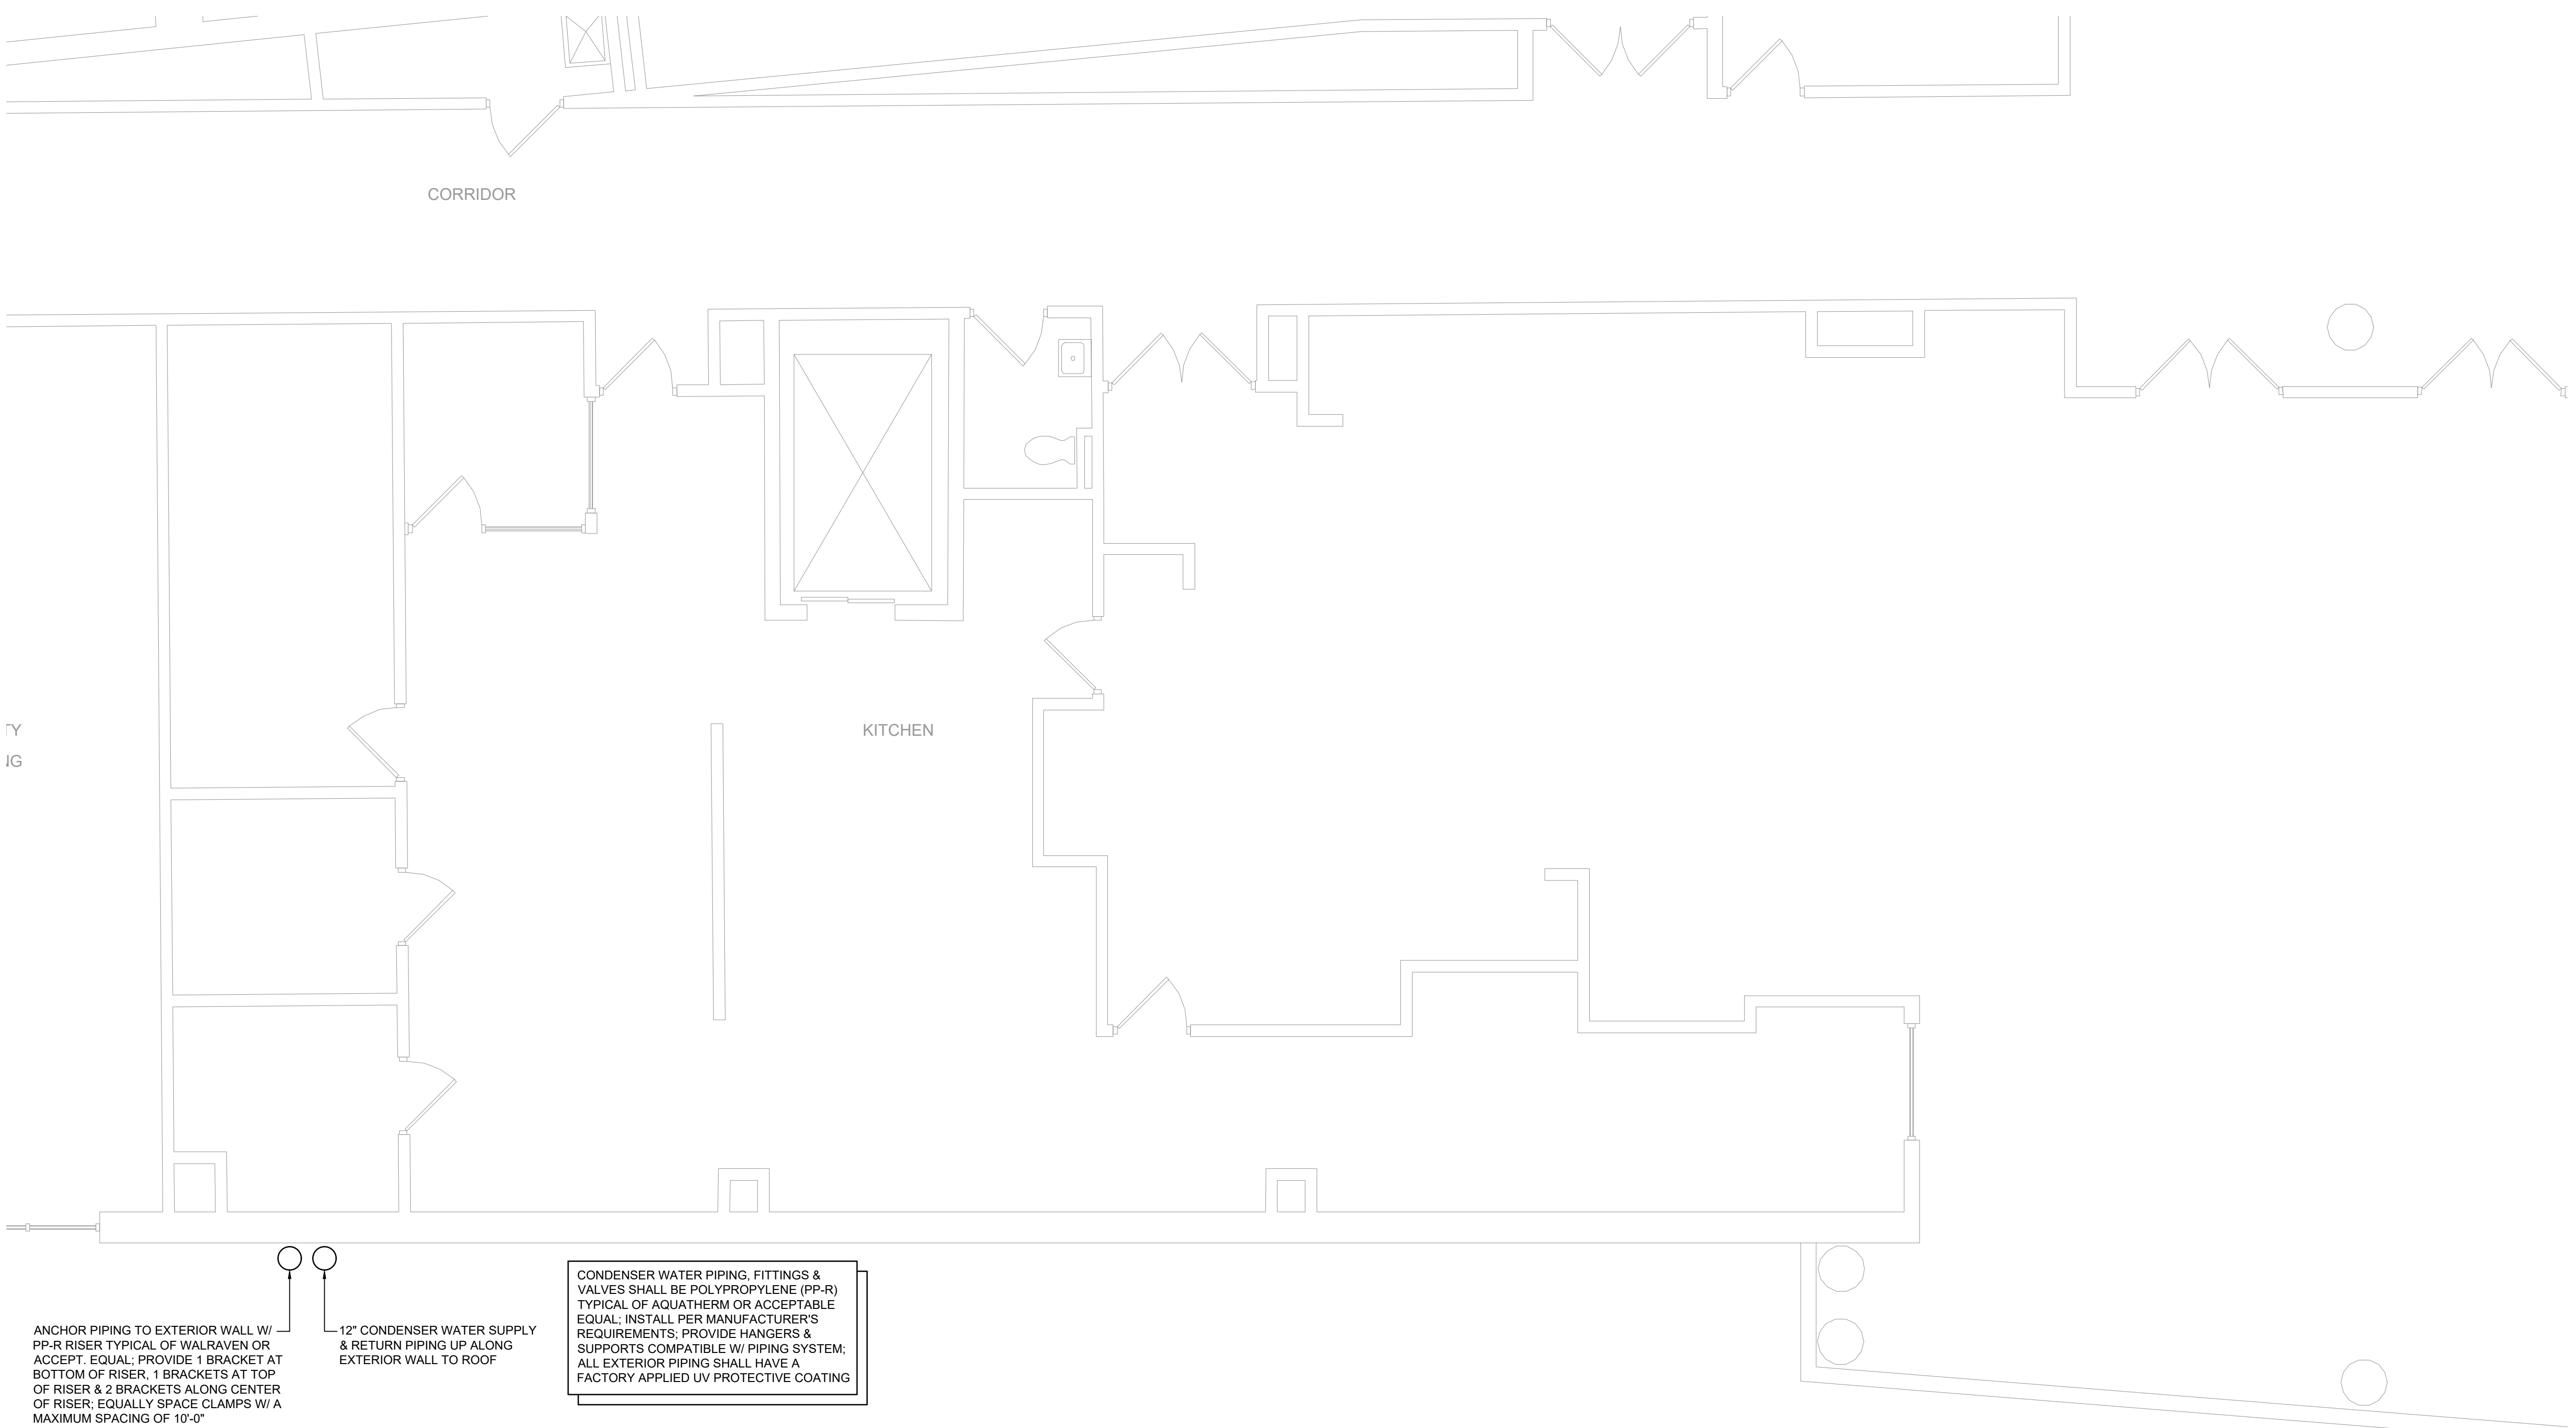 CORRIDOR
KITCHEN
TY
NG
CONDENSER WATER PIPING, FITTINGS &
VALVES SHALL BE POLYPROPYLENE (PP-R)
TYPICAL OF AQUATHERM OR ACCEPTABLE
EQUAL; INSTALL PER MANUFACTURER'S
REQUIREMENTS; PROVIDE HANGERS &
SUPPORTS COMPATIBLE W/ PIPING SYSTEM;
ALL EXTERIOR PIPING SHALL HAVE A
FACTORY APPLIED UV PROTECTIVE COATING
ANCHOR PIPING TO EXTERIOR WALL W/
PP-R RISER TYPICAL OF WALRAVEN OR
ACCEPT. EQUAL; PROVIDE 1 BRACKET AT
BOTTOM OF RISER, 1 BRACKETS AT TOP
OF RISER & 2 BRACKETS ALONG CENTER
OF RISER; EQUALLY SPACE CLAMPS W/ A
MAXIMUM SPACING OF 10'-0"
12" CONDENSER WATER SUPPLY
& RETURN PIPING UP ALONG
EXTERIOR WALL TO ROOF